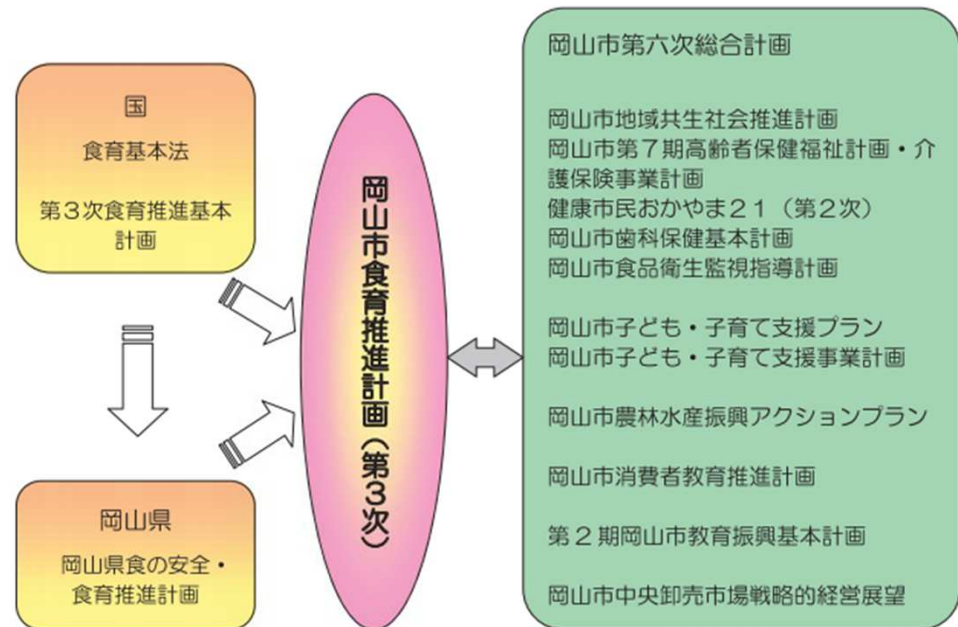 国
食育基本法
第３次食育推進基本
計画
岡山県
岡山県食の安全・
食育推進計画
岡山市食育推進計画（第３次）
岡山市第六次総合計画
岡山市地域共生社会推進計画
岡山市第７期高齢者保健福祉計画・介
護保険事業計画
健康市民おかやま２１（第２次）
岡山市歯科保健基本計画
岡山市食品衛生監視指導計画
岡山市子ども・子育て支援プラン
岡山市子ども・子育て支援事業計画
岡山市農林水産振興アクションプラン
岡山市消費者教育推進計画
第２期岡山市教育振興基本計画
岡山市中央卸売市場戦略的経営展望